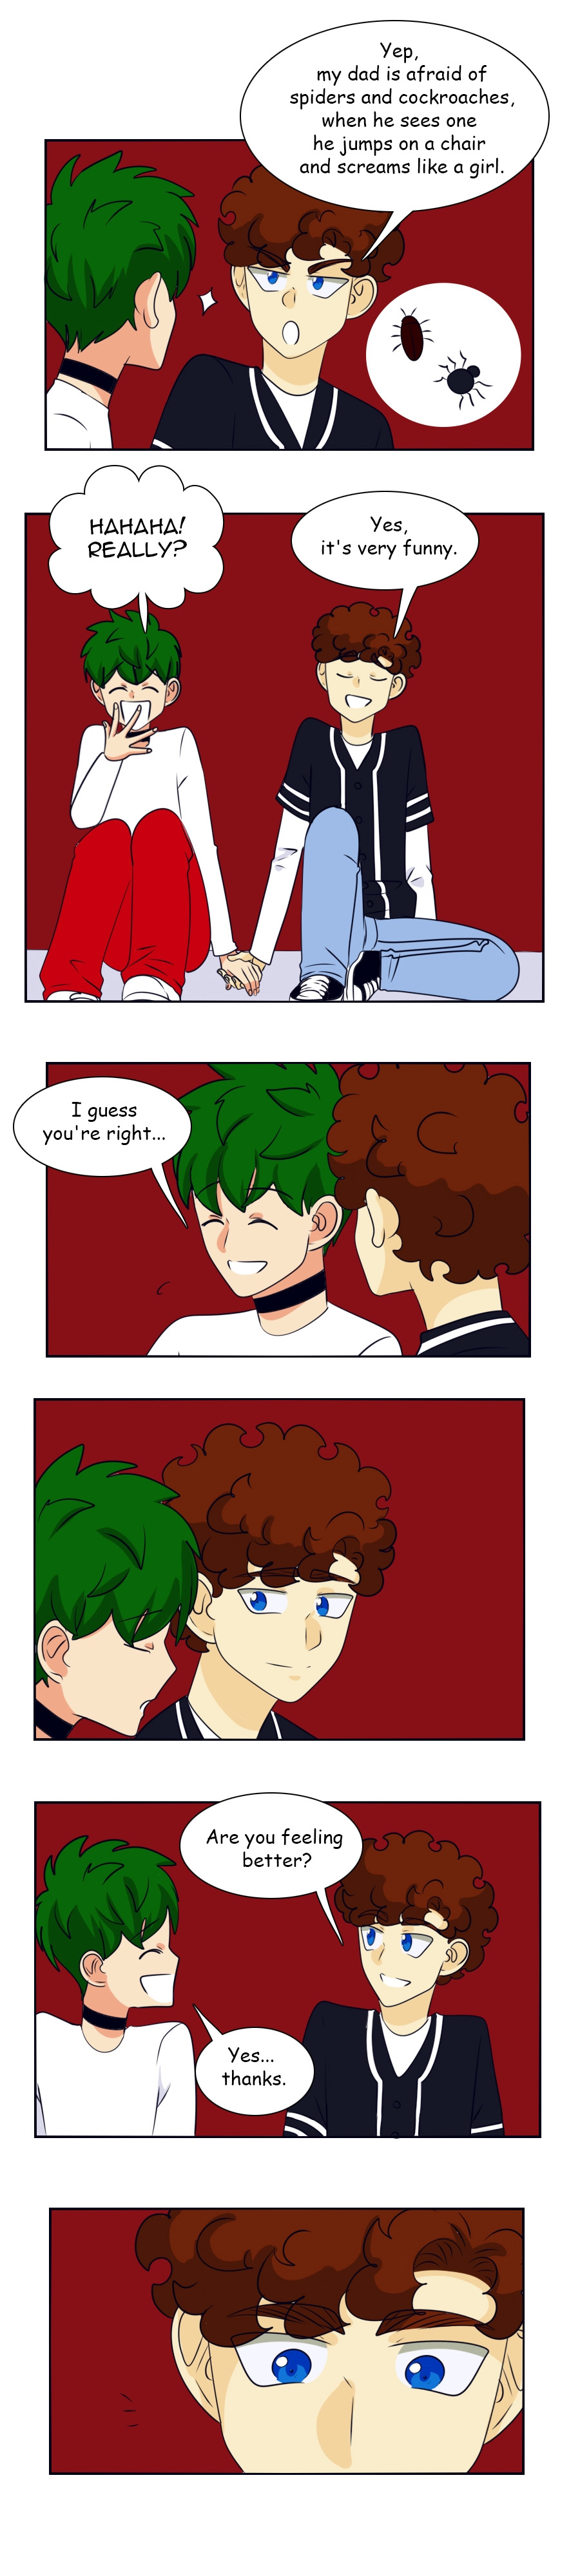 Yep,
my dad is afraid of
spiders and cockroaches,
when he sees one
he jumps on a chair
and screams like a girl.
HAHAHA!
REALLY?
Yes,
it's very funny.
I guess
you're right...
Are you feeling
better?
Yes...
thanks.